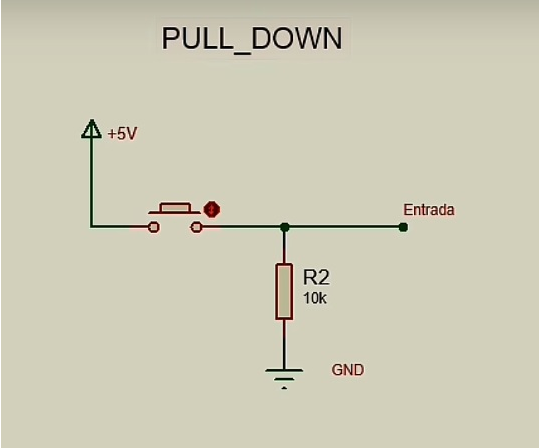 PULL_DOWN
+5V
Entrada
R2
10k
GND